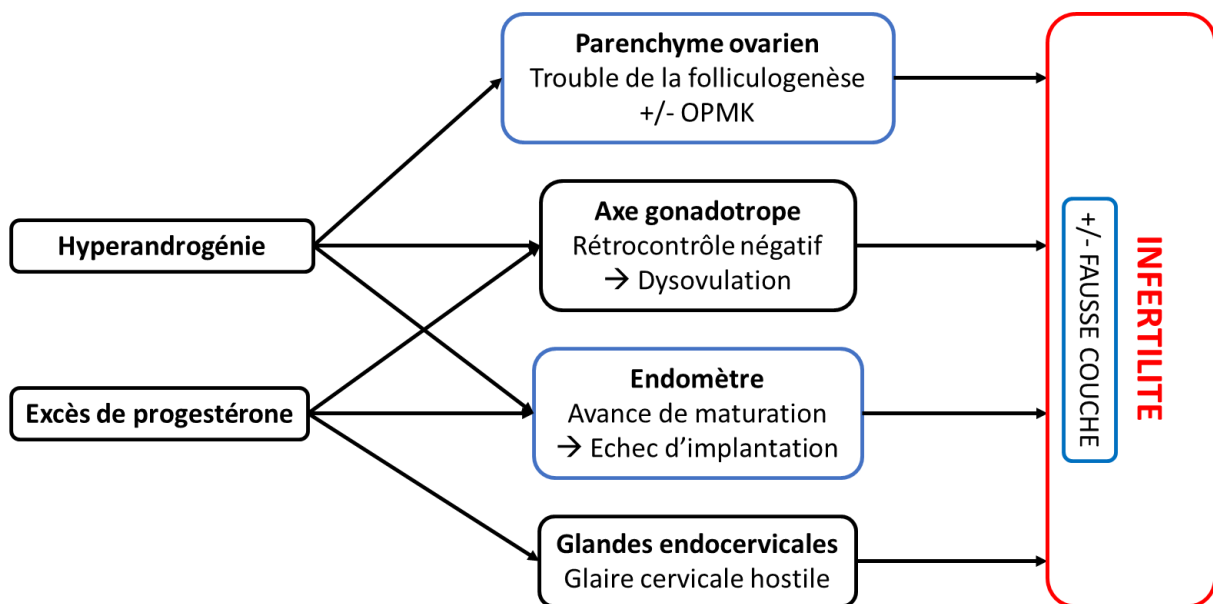 Parenchyme ovarien
Trouble de la folliculogenèse
+/- OPMK
Hyperandrogénie
Axe gonadotrope
Rétrocontrôle négatif
→ Dysovulation
Excès de progestérone
Endomètre
Avance de maturation
→ Echec d’implantation
Glandes endocervicales
Glaire cervicale hostile
+/- FAUSSE COUCHE
INFERTILITE